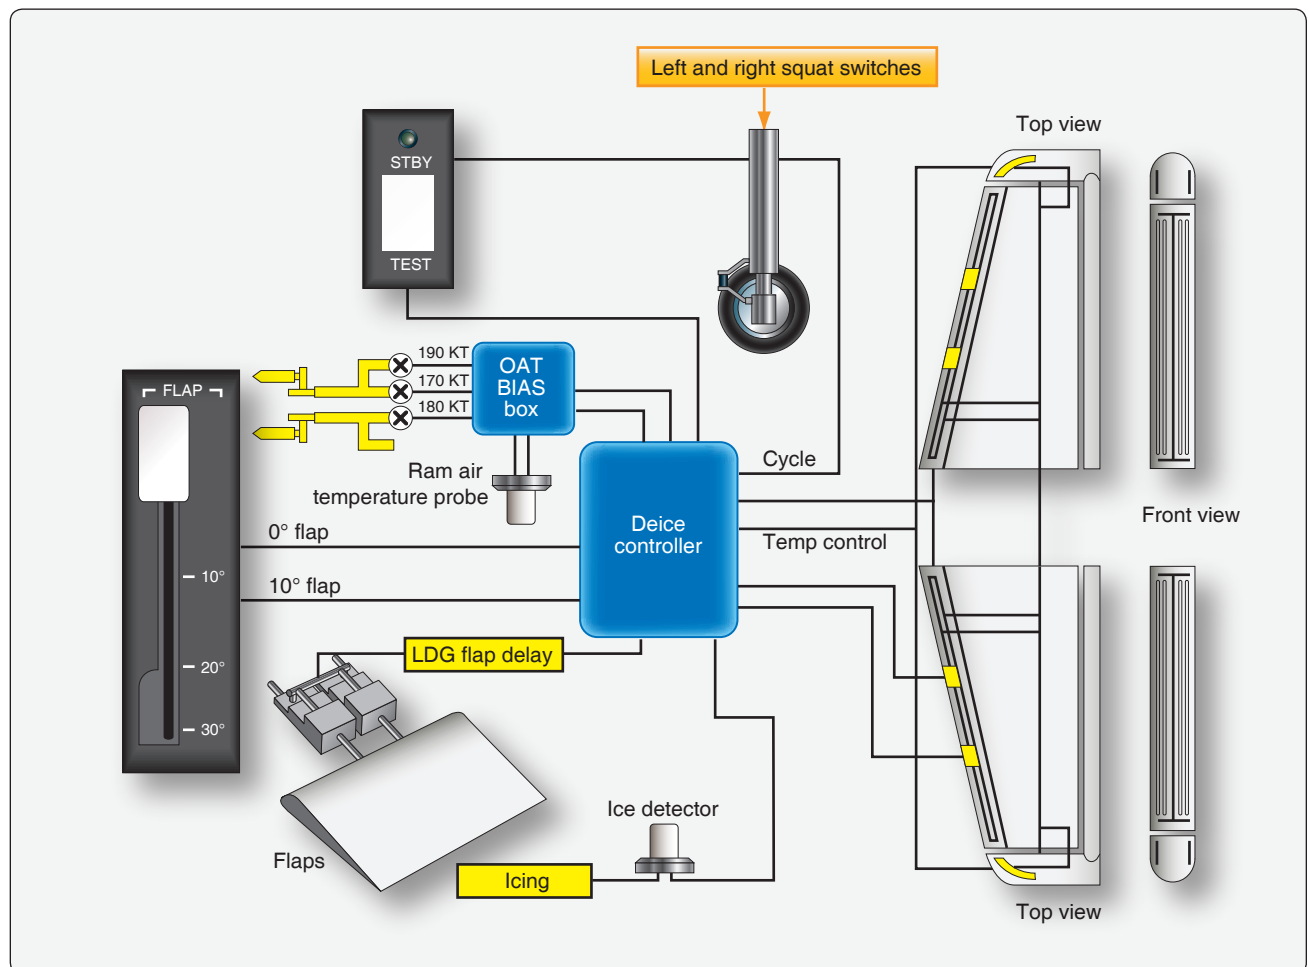 Left and right squat switches
Top view
STBY
TEST
190 KT
170 KT
180 KT
OAT
BIAS
box
FLAP
Ram air
temperature probe
Cycle
Deice
controller
Temp control
Front view
0° flap
10° flap
10°
20°
30°
LDG flap delay
Flaps
Ice detector
Icing
Top view